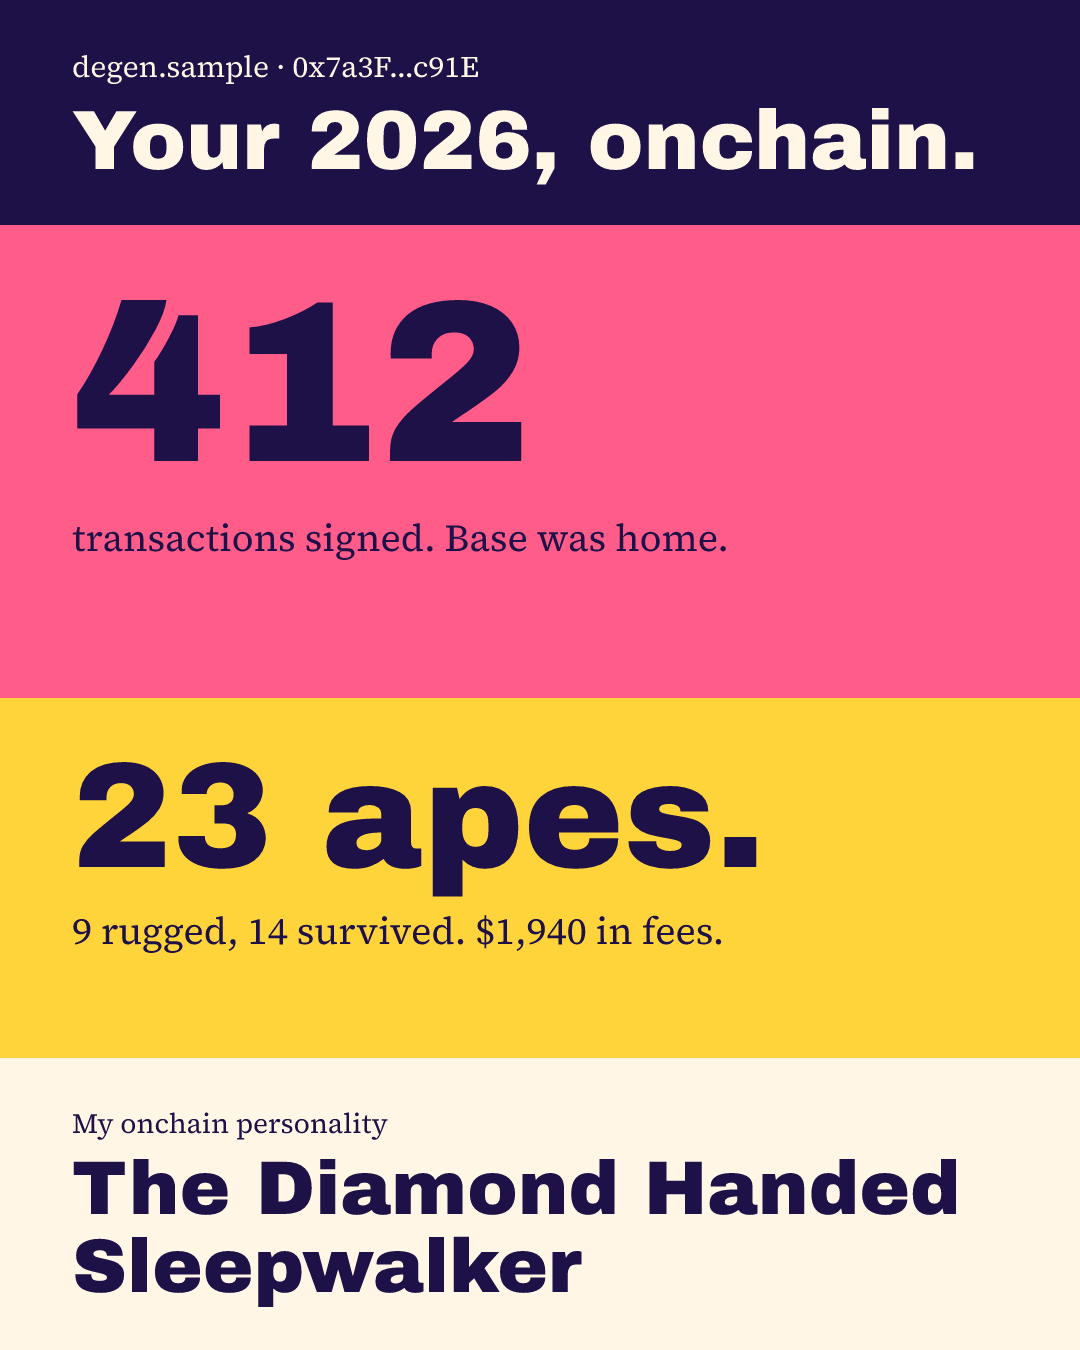 degen.sample · 0x7a3F…c91E
Your 2026, onchain.
412
transactions signed. Base was home.
23 apes.
9 rugged, 14 survived. $1,940 in fees.
My onchain personality
The Diamond Handed
Sleepwalker